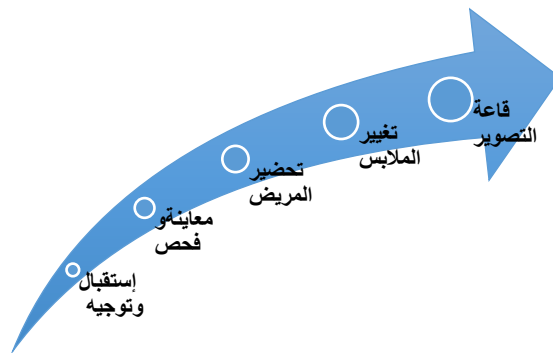 إستقبال
وتوجيه
معاينةو
فحص
تحضير
المريض
تغيير
الملابس
قاعة
التصوير